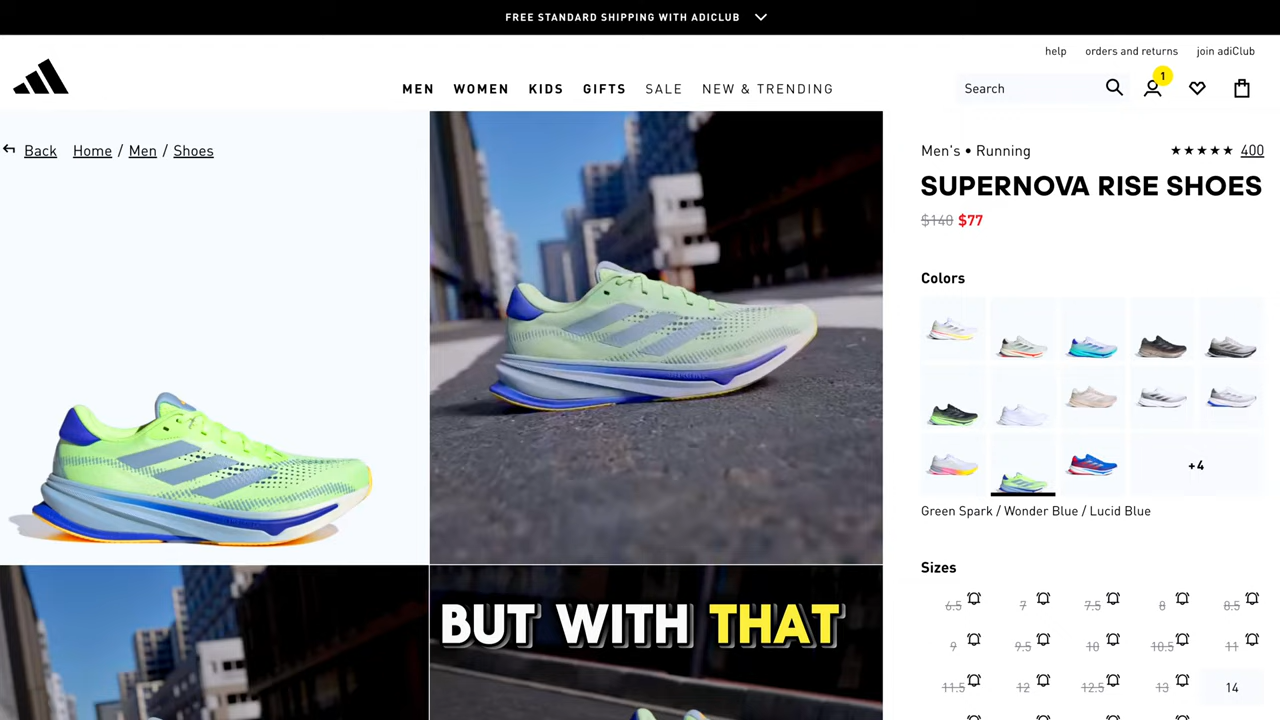 FREE STANDARD SHIPPING WITH ADICLUB
help orders and returns join adiClub
MEN WOMEN KIDS GIFTS SALE NEW & TRENDING
Search
1
Back Home / Men / Shoes
Men's • Running
★★★★★ 400
SUPERNOVA RISE SHOES
$140 $77
Colors
+4
Green Spark / Wonder Blue / Lucid Blue
Sizes
6.5 7 7.5 8 8.5
9 9.5 10 10.5 11
11.5 12 12.5 13 14
BUT WITH THAT